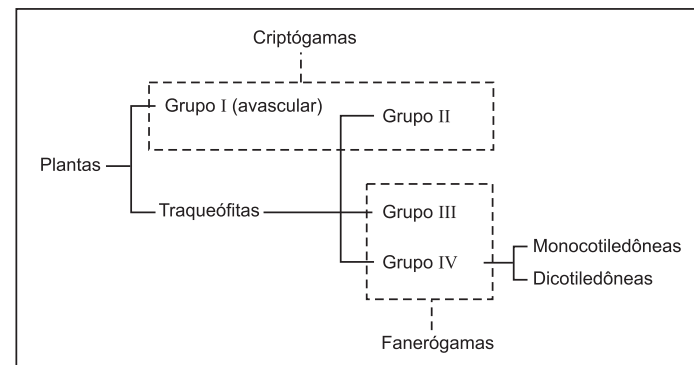 Criptógamas
Grupo I (avascular)
Grupo II
Plantas
Traqueófitas
Grupo III
Grupo IV
Monocotiledôneas
Dicotiledôneas
Fanerógamas